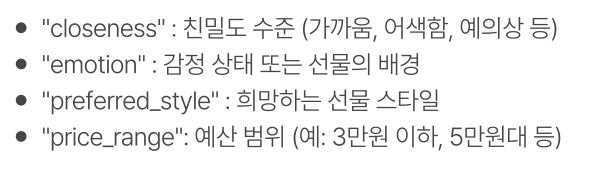 • "closeness" : 친밀도 수준 (가까움, 어색함, 예의상 등)
• "emotion" : 감정 상태 또는 선물의 배경
• "preferred_style" : 희망하는 선물 스타일
• "price_range": 예산 범위 (예: 3만원 이하, 5만원대 등)